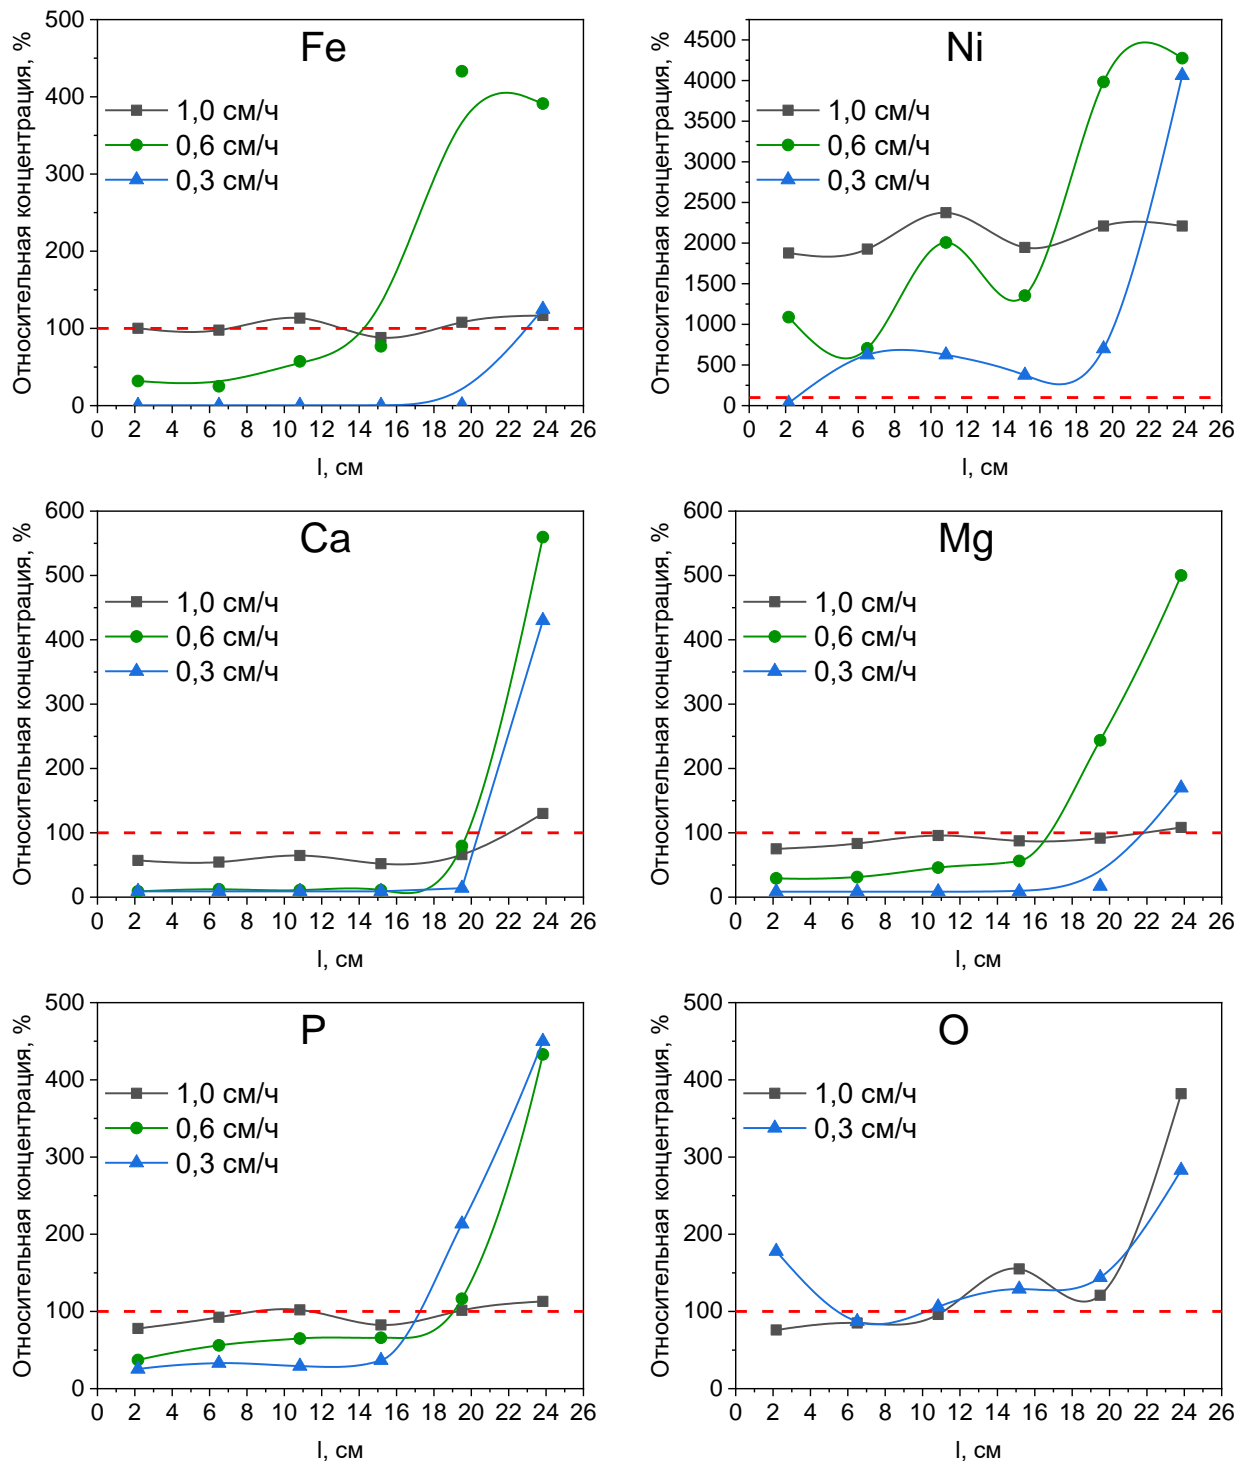 Fe
Относительная концентрация, %
500
400
300
200
100
0
1,0 см/ч
0,6 см/ч
0,3 см/ч
0 2 4 6 8 10 12 14 16 18 20 22 24 26
l, см
Ni
Относительная концентрация, %
4500
4000
3500
3000
2500
2000
1500
1000
500
0
1,0 см/ч
0,6 см/ч
0,3 см/ч
0 2 4 6 8 10 12 14 16 18 20 22 24 26
l, см
Ca
Относительная концентрация, %
600
500
400
300
200
100
0
1,0 см/ч
0,6 см/ч
0,3 см/ч
0 2 4 6 8 10 12 14 16 18 20 22 24 26
l, см
Mg
Относительная концентрация, %
600
500
400
300
200
100
0
1,0 см/ч
0,6 см/ч
0,3 см/ч
0 2 4 6 8 10 12 14 16 18 20 22 24 26
l, см
P
Относительная концентрация, %
500
400
300
200
100
0
1,0 см/ч
0,6 см/ч
0,3 см/ч
0 2 4 6 8 10 12 14 16 18 20 22 24 26
l, см
O
Относительная концентрация, %
500
400
300
200
100
0
1,0 см/ч
0,3 см/ч
0 2 4 6 8 10 12 14 16 18 20 22 24 26
l, см